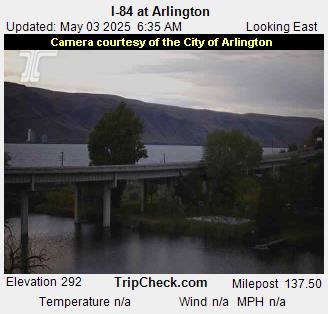 I-84 at Arlington
Updated: May 03 2025 6:35 AM Looking East
Camera courtesy of the City of Arlington
Elevation 292 TripCheck.com Milepost 137.50
Temperature n/a Wind n/a MPH n/a